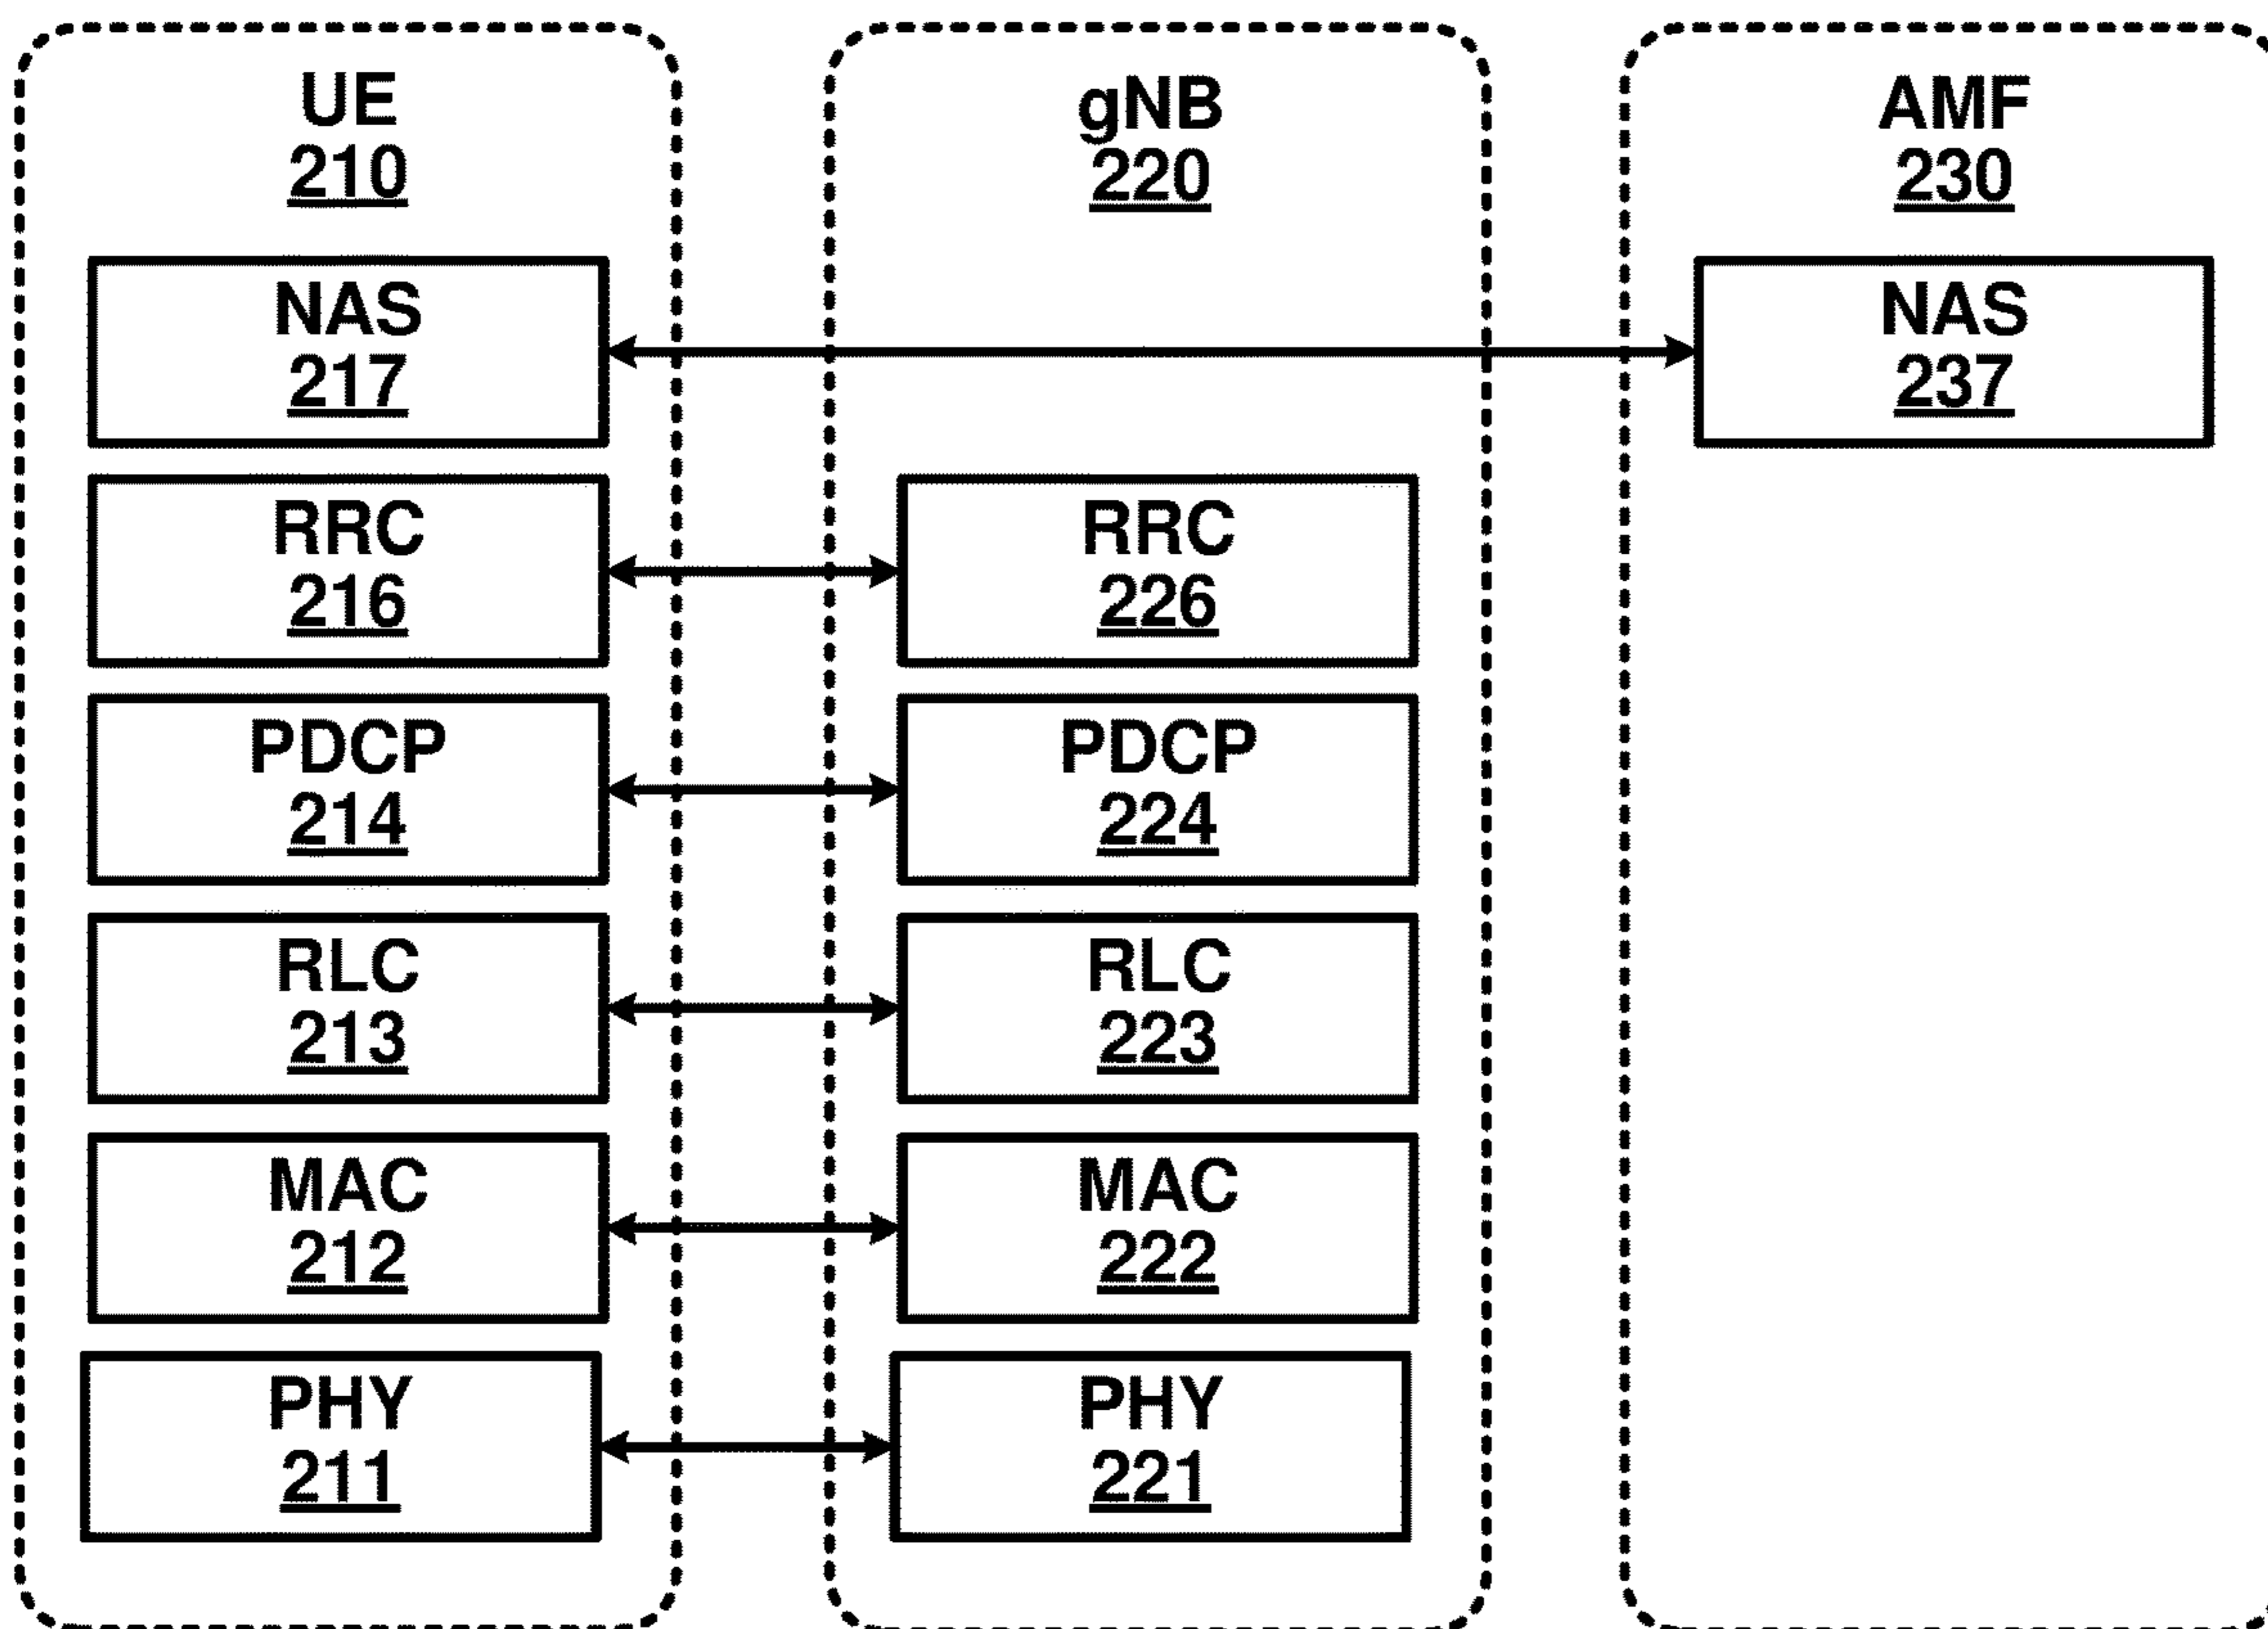 UE
210
gNB
220
AMF
230
NAS
217
NAS
237
RRC
216
RRC
226
PDCP
214
PDCP
224
RLC
213
RLC
223
MAC
212
MAC
222
PHY
211
PHY
221